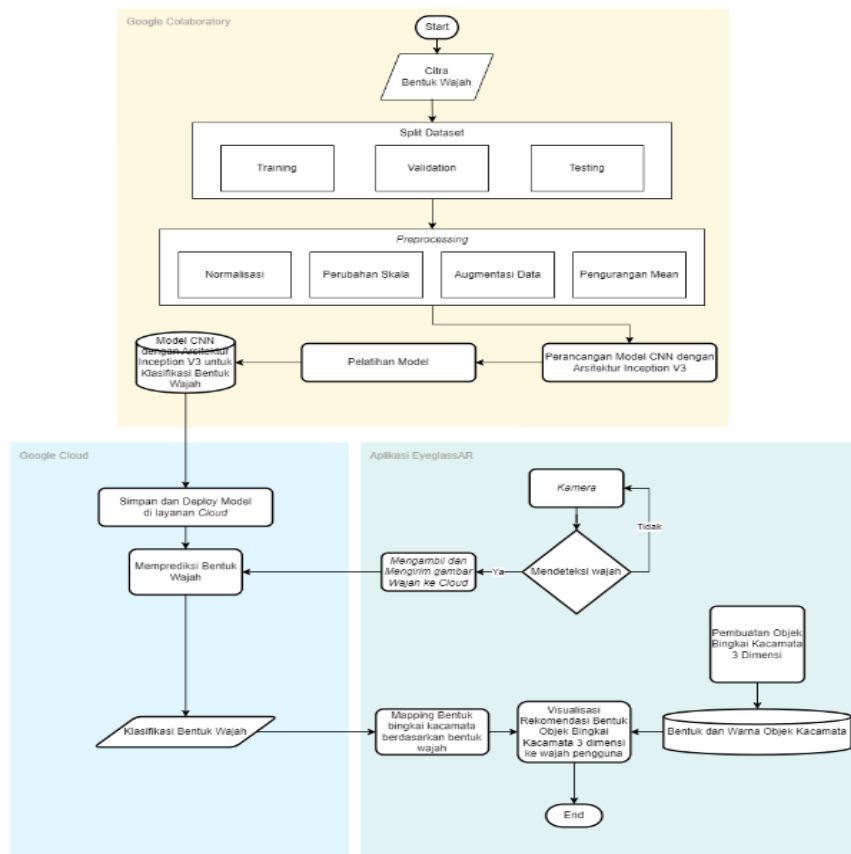 Google Colaboratory
Start
Citra
Bentuk Wajah
Split Dataset
Training
Validation
Testing
Preprocessing
Normalisasi
Perubahan Skala
Augmentasi Data
Pengurangan Mean
Model CNN
dengan Arsitektur
Inception V3 untuk
Klasifikasi Bentuk
Wajah
Pelatihan Model
Perancangan Model CNN dengan
Arsitektur Inception V3
Google Cloud
Simpan dan Deploy Model
di layanan Cloud
Memprediksi Bentuk
Wajah
Klasifikasi Bentuk Wajah
Aplikasi EyeglassAR
Kamera
Tidak
Mendeteksi wajah
Ya
Mengambil dan
Mengirim gambar
Wajah ke Cloud
Pembuatan Objek
Bingkai Kacamata
3 Dimensi
Mapping Bentuk
bingkai kacamata
berdasarkan bentuk
wajah
Visualisasi
Rekomendasi Bentuk
Objek Bingkai
Kacamata 3 dimensi
ke wajah pengguna
Bentuk dan Warna Objek Kacamata
End